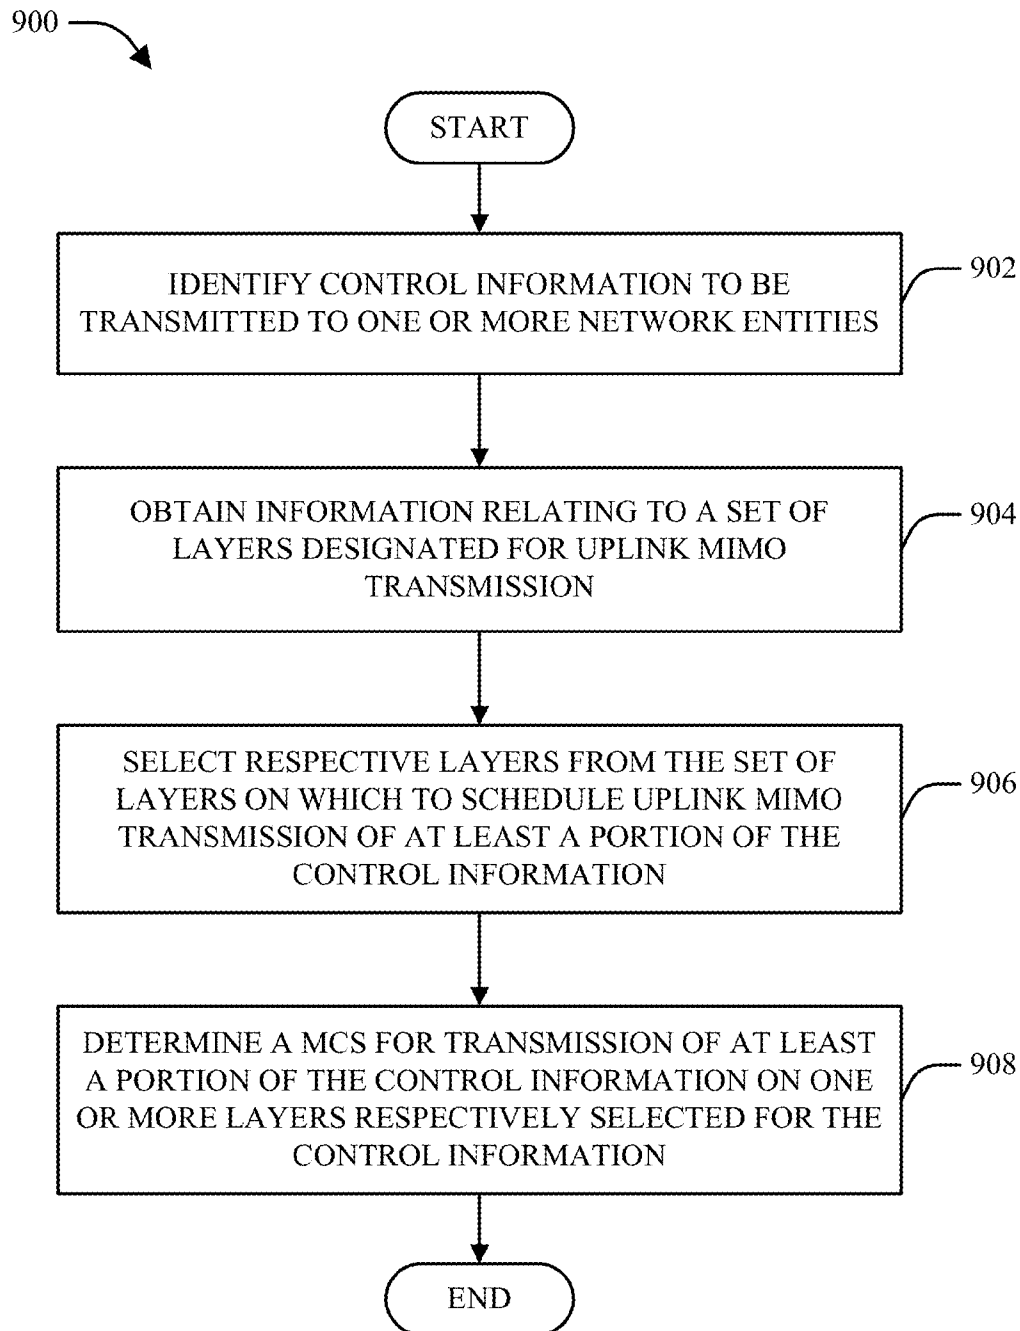 900
START
IDENTIFY CONTROL INFORMATION TO BE
TRANSMITTED TO ONE OR MORE NETWORK ENTITIES
902
OBTAIN INFORMATION RELATING TO A SET OF
LAYERS DESIGNATED FOR UPLINK MIMO
TRANSMISSION
904
SELECT RESPECTIVE LAYERS FROM THE SET OF
LAYERS ON WHICH TO SCHEDULE UPLINK MIMO
TRANSMISSION OF AT LEAST A PORTION OF THE
CONTROL INFORMATION
906
DETERMINE A MCS FOR TRANSMISSION OF AT LEAST
A PORTION OF THE CONTROL INFORMATION ON ONE
OR MORE LAYERS RESPECTIVELY SELECTED FOR THE
CONTROL INFORMATION
908
END